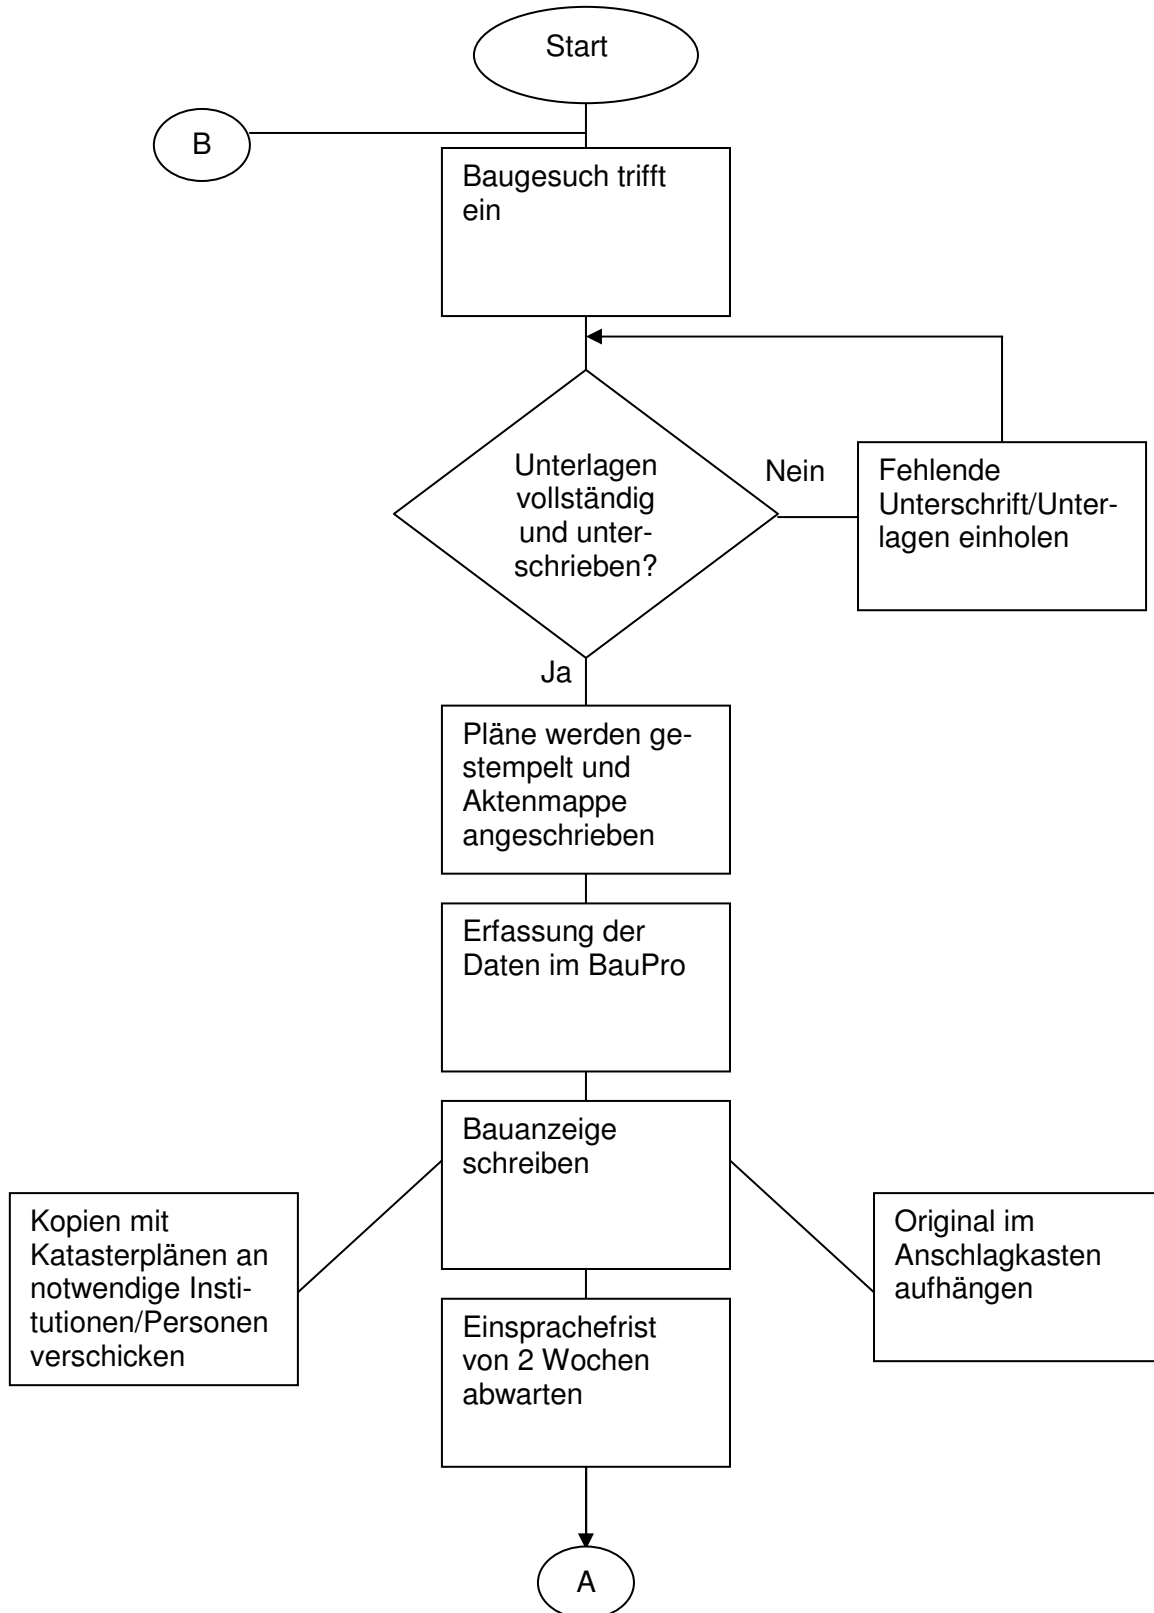 Start
B
Baugesuch trifft
ein
Unterlagen
vollständig
und unter-
schrieben?
Nein
Fehlende
Unterschrift/Unter-
lagen einholen
Ja
Pläne werden ge-
stempelt und
Aktenmappe
angeschrieben
Erfassung der
Daten im BauPro
Bauanzeige
schreiben
Kopien mit
Katasterplänen an
notwendige Insti-
tutionen/Personen
verschicken
Original im
Anschlagkasten
aufhängen
Einsprachefrist
von 2 Wochen
abwarten
A